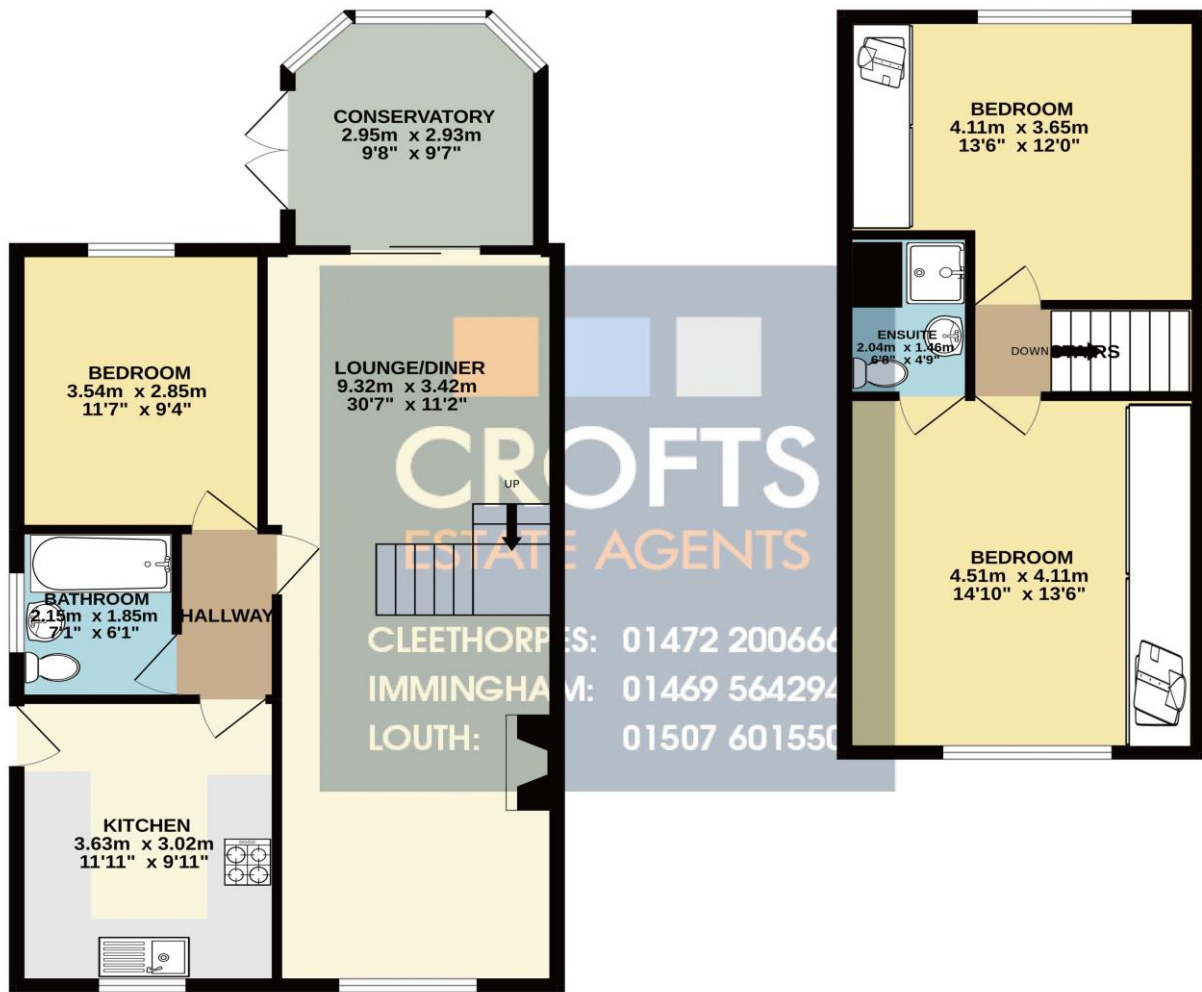 CONSERVATORY
2.95m x 2.93m
9'8" x 9'7"
BEDROOM
3.54m x 2.85m
11'7" x 9'4"
LOUNGE/DINER
9.32m x 3.42m
30'7" x 11'2"
UP
BATHROOM
2.15m x 1.85m
7'1" x 6'1"
HALLWAY
KITCHEN
3.63m x 3.02m
11'11" x 9'11"
CROFTS
ESTATE AGENTS
CLEETHORPES: 01472 200666
IMMINGHAM: 01469 564294
LOUTH: 01507 601550
BEDROOM
4.11m x 3.65m
13'6" x 12'0"
ENSUITE
2.04m x 1.46m
6'8" x 4'9"
DOWN
STAIRS
BEDROOM
4.51m x 4.11m
14'10" x 13'6"